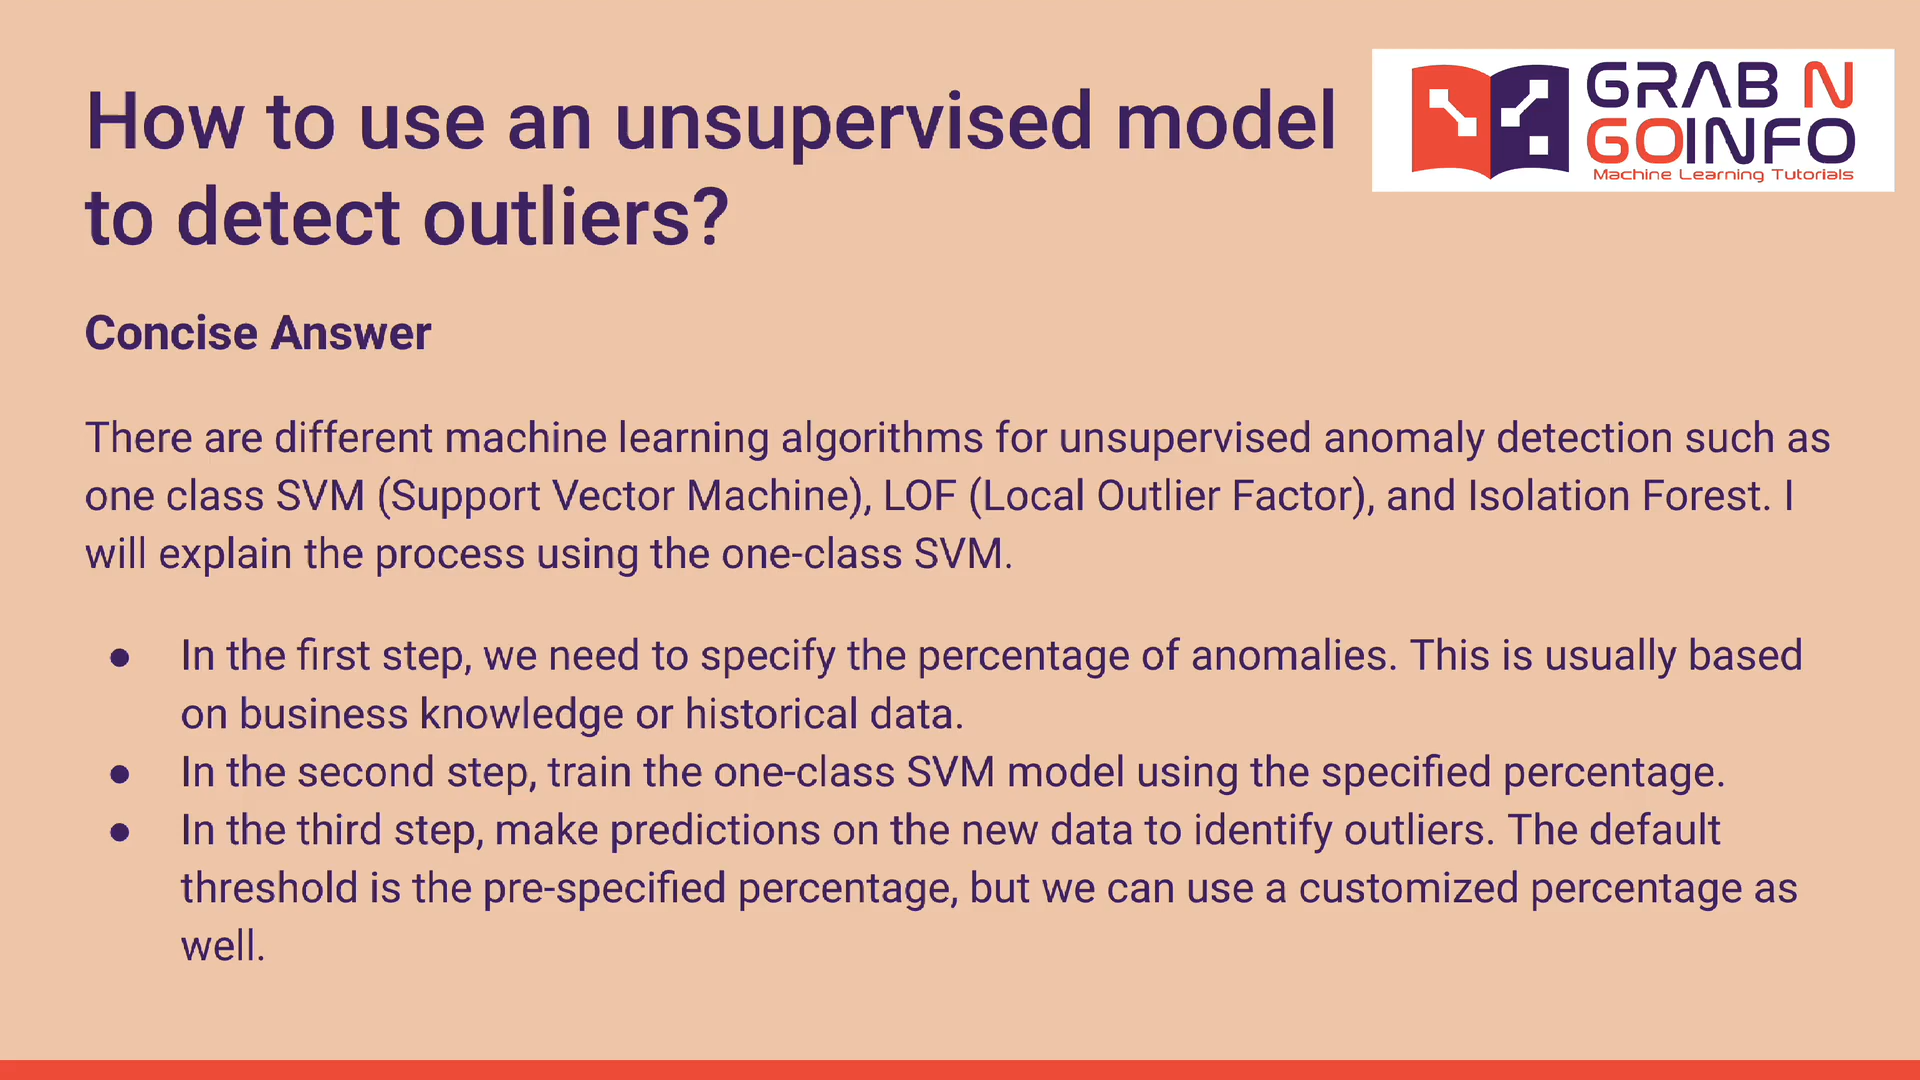 How to use an unsupervised model
to detect outliers?
GRAB N
GOINFO
Machine Learning Tutorials
Concise Answer
There are different machine learning algorithms for unsupervised anomaly detection such as
one class SVM (Support Vector Machine), LOF (Local Outlier Factor), and Isolation Forest. I
will explain the process using the one-class SVM.
● In the first step, we need to specify the percentage of anomalies. This is usually based
on business knowledge or historical data.
● In the second step, train the one-class SVM model using the specified percentage.
● In the third step, make predictions on the new data to identify outliers. The default
threshold is the pre-specified percentage, but we can use a customized percentage as
well.